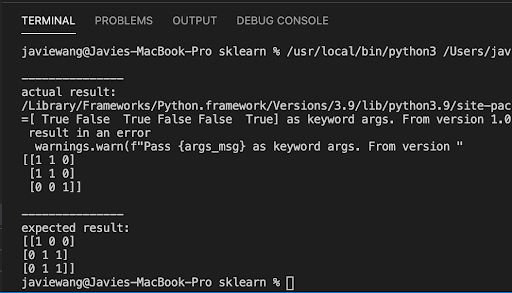 TERMINAL PROBLEMS OUTPUT DEBUG CONSOLE
javiewang@Javies-MacBook-Pro sklearn % /usr/local/bin/python3 /Users/jav
_______________
actual result:
/Library/Frameworks/Python.framework/Versions/3.9/lib/python3.9/site-pac
=[ True False  True False False  True] as keyword args. From version 1.0
 result in an error
  warnings.warn(f"Pass {args_msg} as keyword args. From version "
[[1 1 0]
 [1 1 0]
 [0 0 1]]
_______________
expected result:
[[1 0 0]
[0 1 1]
[0 1 1]]
javiewang@Javies-MacBook-Pro sklearn %